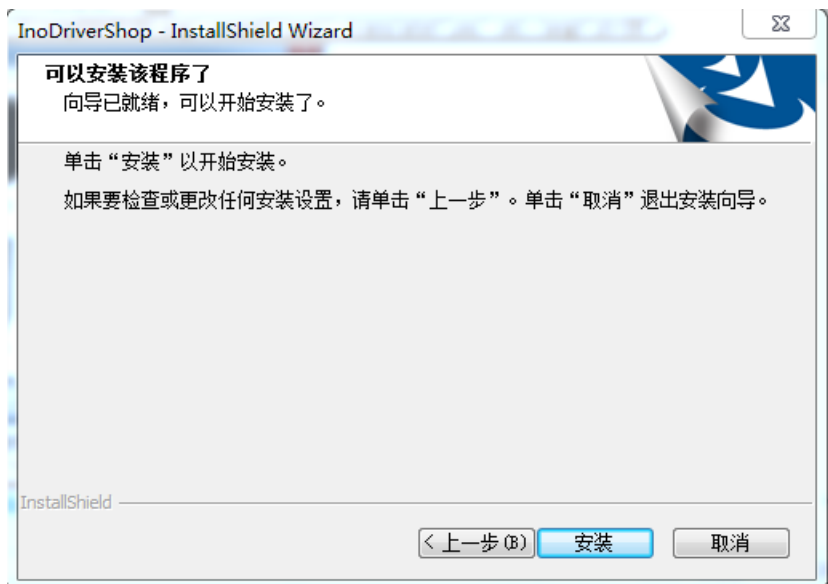 InoDriverShop - InstallShield Wizard
可以安装该程序了
向导已就绪，可以开始安装了。
单击“安装”以开始安装。
如果要检查或更改任何安装设置，请单击“上一步”。单击“取消”退出安装向导。
InstallShield
< 上一步(B) 安装 取消